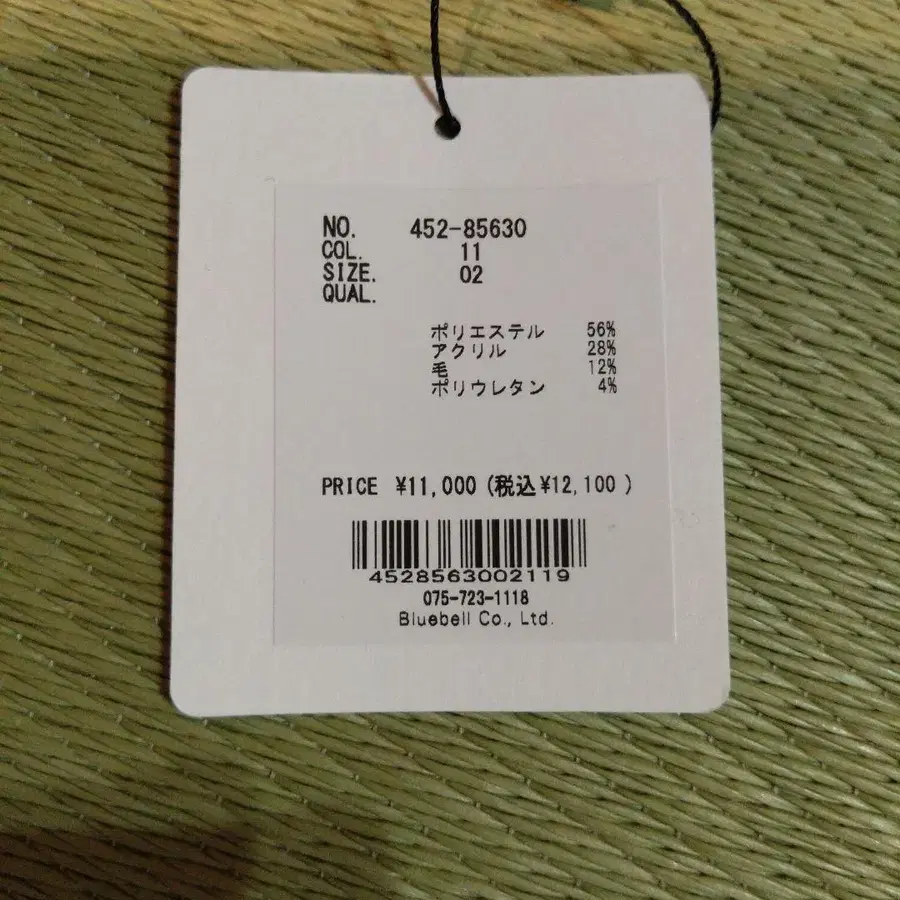 NO. 452-85630
COL. 11
SIZE. 02
QUAL.
ポリエステル 56%
アクリル 28%
毛 12%
ポリウレタン 4%
PRICE ¥11,000 (税込¥12,100 )
4528563002119
075-723-1118
Bluebell Co., Ltd.